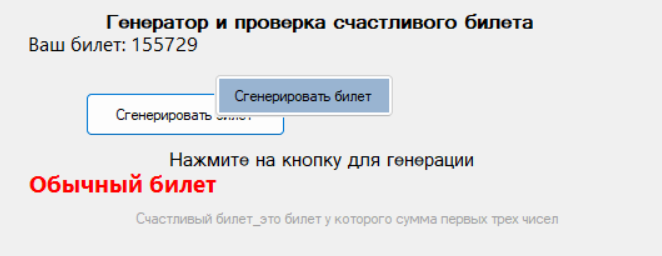 Генератор и проверка счастливого билета
Ваш билет: 155729
Сгенерировать билет
Сгенерировать билет
Нажмите на кнопку для генерации
Обычный билет
Счастливый билет_это билет у которого сумма первых трех чисел